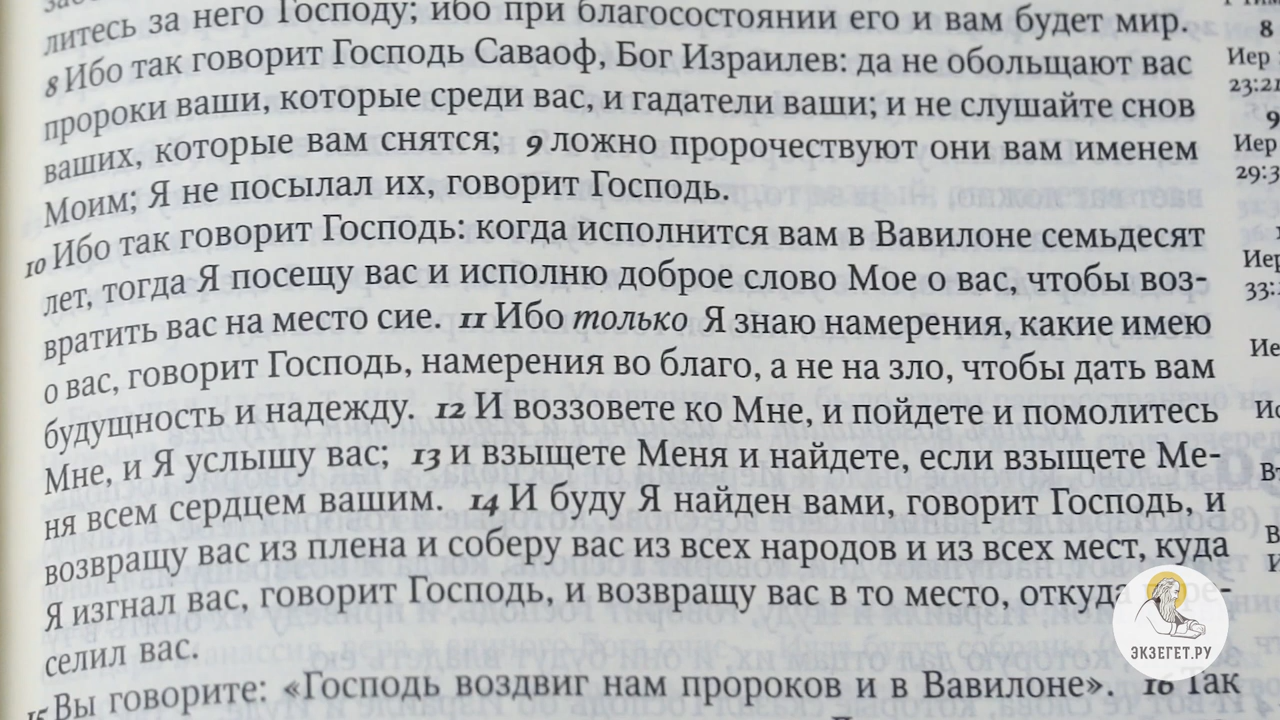 литесь за него Господу; ибо при благосостоянии его и вам будет мир.
8 Ибо так говорит Господь Саваоф, Бог Израилев: да не обольщают вас
пророки ваши, которые среди вас, и гадатели ваши; и не слушайте снов
ваших, которые вам снятся; 9 ложно пророчествуют они вам именем
Моим; Я не посылал их, говорит Господь.
10 Ибо так говорит Господь: когда исполнится вам в Вавилоне семьдесят
лет, тогда Я посещу вас и исполню доброе слово Мое о вас, чтобы воз-
вратить вас на место сие. 11 Ибо только Я знаю намерения, какие имею
о вас, говорит Господь, намерения во благо, а не на зло, чтобы дать вам
будущность и надежду. 12 И воззовете ко Мне, и пойдете и помолитесь
Мне, и Я услышу вас; 13 и взыщете Меня и найдете, если взыщете Ме-
ня всем сердцем вашим. 14 И буду Я найден вами, говорит Господь, и
возвращу вас из плена и соберу вас из всех народов и из всех мест, куда
Я изгнал вас, говорит Господь, и возвращу вас в то место, откуда
селил вас.
15 Вы говорите: «Господь воздвиг нам пророков и в Вавилоне». 16 Так
8
Иер
23:21
9
Иер
29:3
Иер
33:
ЭКЗЕГЕТ.РУ